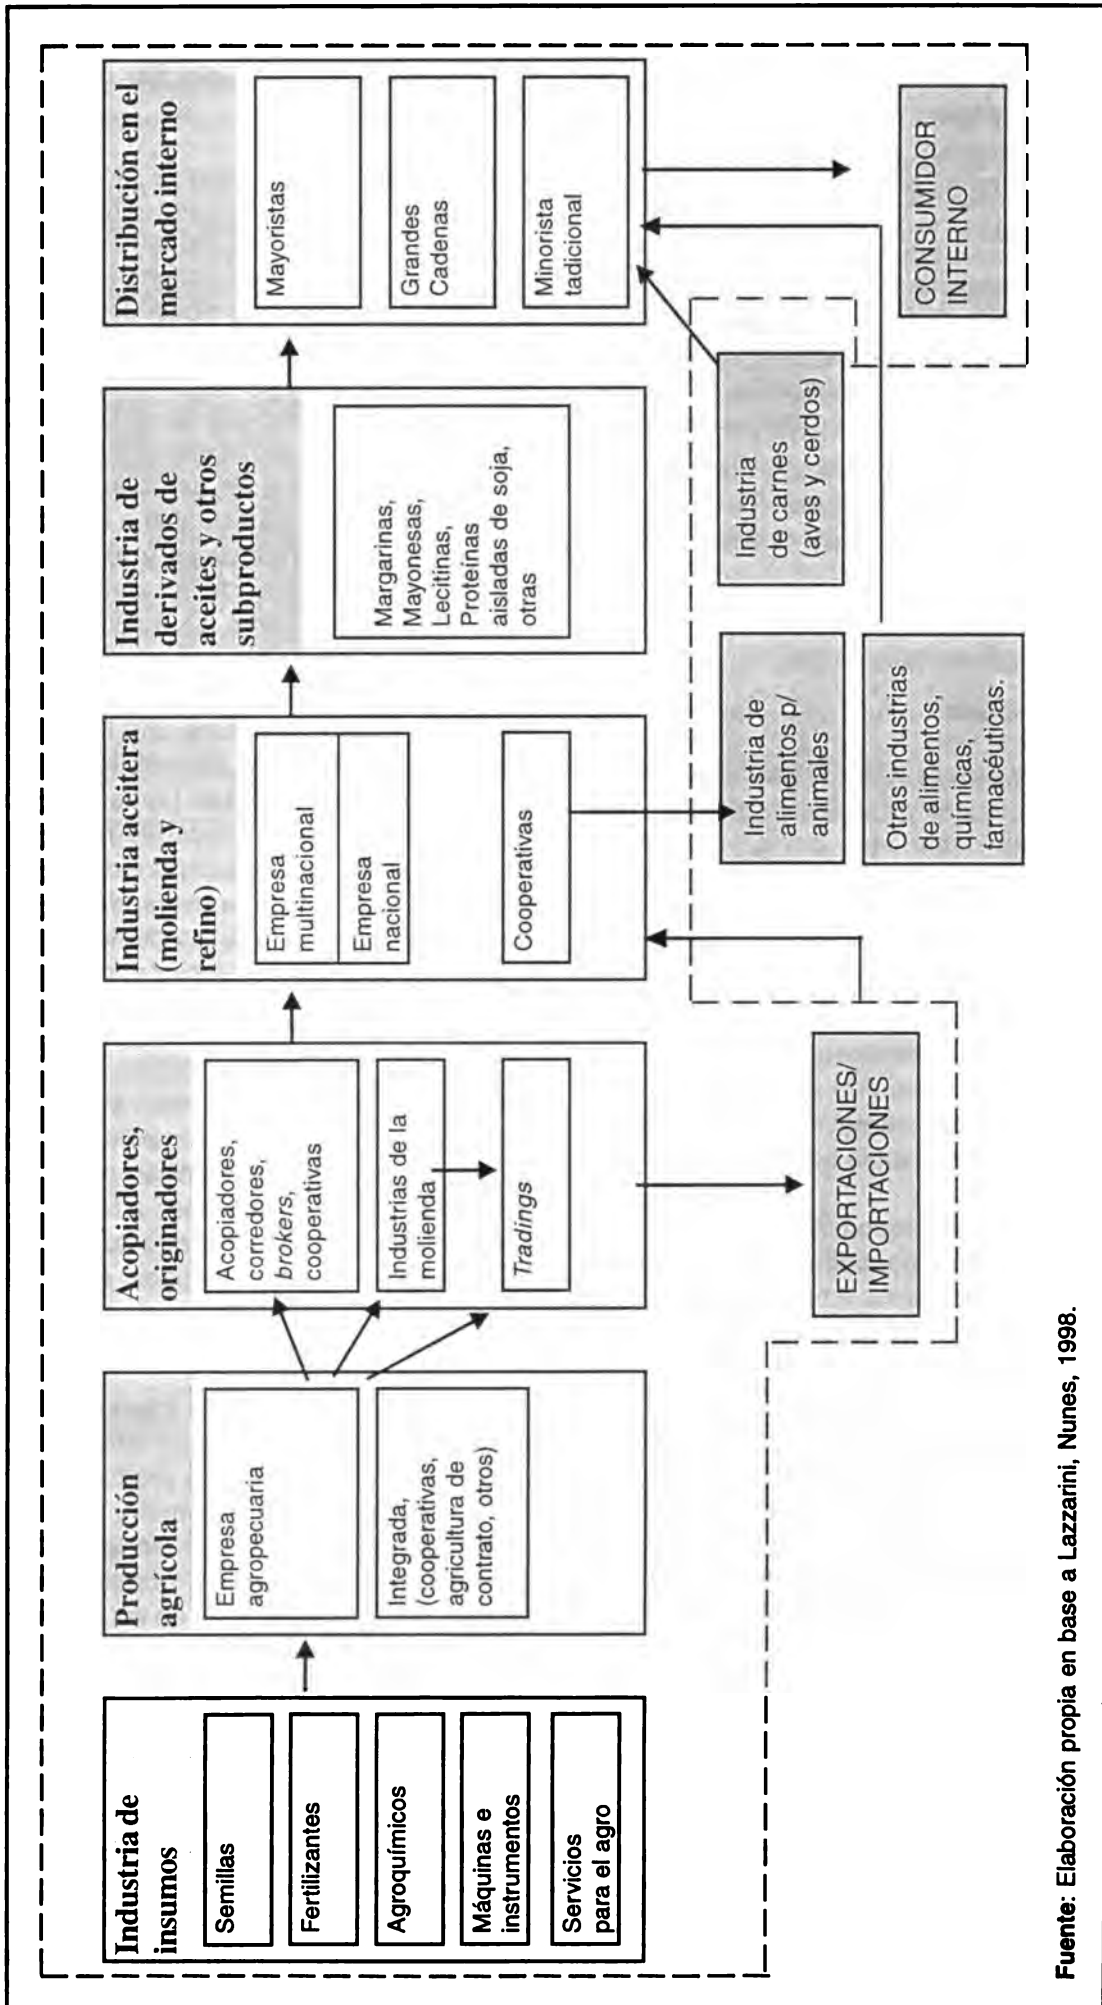 Industria de
insumos
Semillas
Fertilizantes
Agroquímicos
Máquinas e
instrumentos
Servicios
para el agro
Producción
agrícola
Empresa
agropecuaria
Integrada,
(cooperativas,
agricultura de
contrato, otros)
Acopiadores,
originadores
Acopiadores,
corredores,
brokers,
cooperativas
Industrias de la
molienda
Tradings
Industria aceitera
(molienda y
refino)
Empresa
multinacional
Empresa
nacional
Cooperativas
Industria de
derivados de
aceites y otros
subproductos
Margarinas,
Mayonesas,
Lecitinas,
Proteínas
aisladas de soja,
otras
Distribución en el
mercado interno
Mayoristas
Grandes
Cadenas
Minorista
tadicional
EXPORTACIONES/
IMPORTACIONES
Industria de
alimentos p/
animales
Otras industrias
de alimentos,
químicas,
farmacéuticas.
Industria
de carnes
(aves y cerdos)
CONSUMIDOR
INTERNO
Fuente: Elaboración propia en base a Lazzarini, Nunes, 1998.